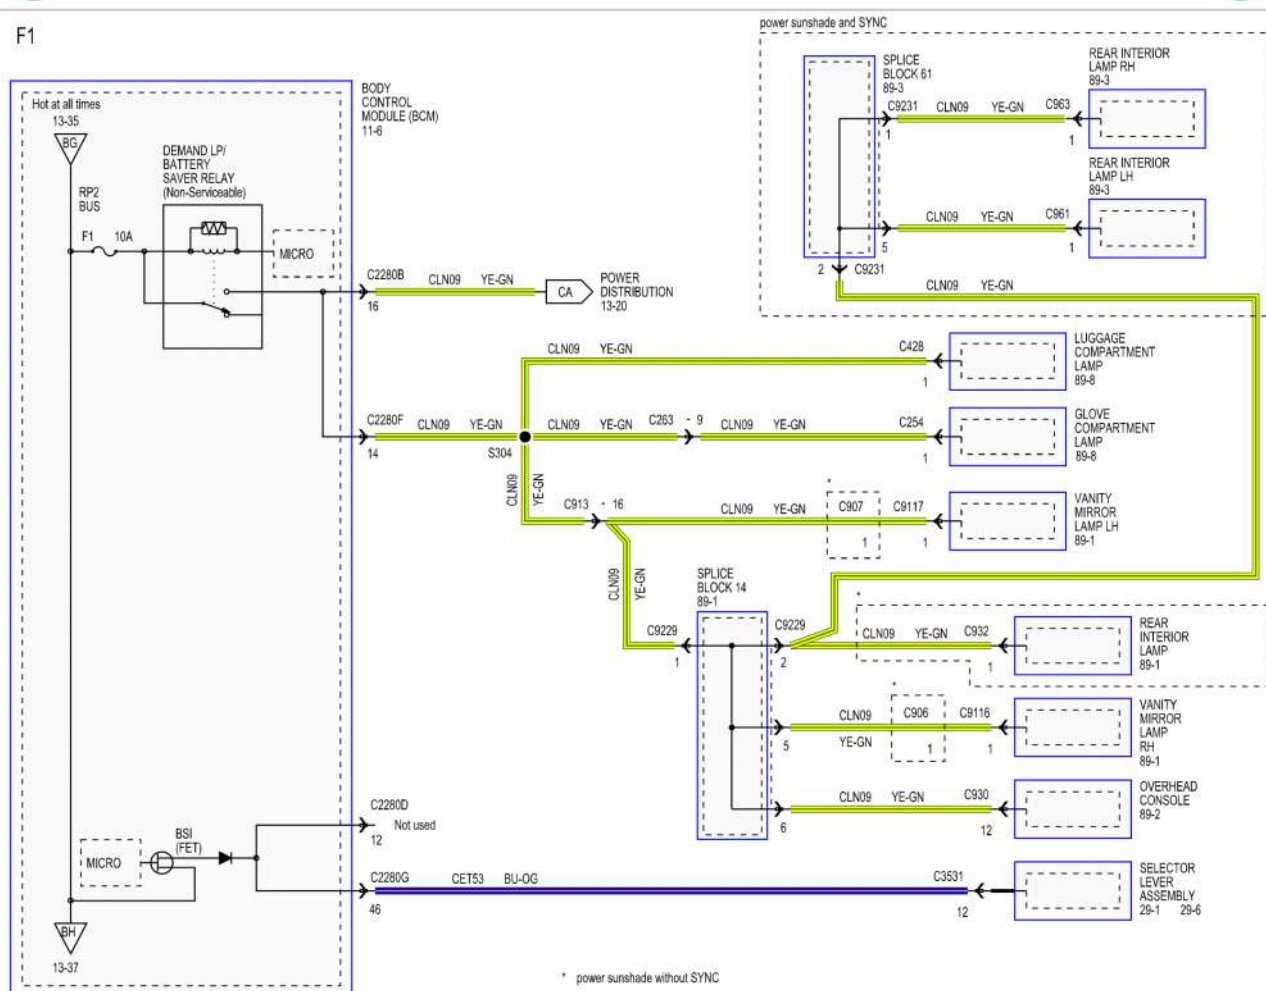 F1
power sunshade and SYNC
Hot at all times
13-35
BG
BODY
CONTROL
MODULE (BCM)
11-6
DEMAND LP/
BATTERY
SAVER RELAY
(Non-Serviceable)
RP2
BUS
F1 10A
MICRO
C2280B
16
CLN09 YE-GN
CA
POWER
DISTRIBUTION
13-20
SPLICE
BLOCK 61
89-3
C9231
1
CLN09 YE-GN
C963
1
REAR INTERIOR
LAMP RH
89-3
5
CLN09 YE-GN
C961
1
REAR INTERIOR
LAMP LH
89-3
2 C9231
CLN09 YE-GN
CLN09 YE-GN
C428
1
LUGGAGE
COMPARTMENT
LAMP
89-8
C2280F
14
CLN09 YE-GN
S304
CLN09 YE-GN
C263 - 9
CLN09 YE-GN
C254
1
GLOVE
COMPARTMENT
LAMP
89-8
CLN09
YE-GN
C913 - 16
CLN09 YE-GN
*
C907
1
C9117
1
VANITY
MIRROR
LAMP LH
89-1
CLN09
YE-GN
SPLICE
BLOCK 14
89-1
C9229
1
C9229
2
*
CLN09 YE-GN
C932
1
REAR
INTERIOR
LAMP
89-1
5
CLN09
YE-GN
*
C906
1
C9116
1
VANITY
MIRROR
LAMP
RH
89-1
6
CLN09 YE-GN
C930
12
OVERHEAD
CONSOLE
89-2
C2280D
12
Not used
BSI
(FET)
MICRO
C2280G
46
CET53 BU-OG
C3531
12
SELECTOR
LEVER
ASSEMBLY
29-1 29-6
BH
13-37
* power sunshade without SYNC